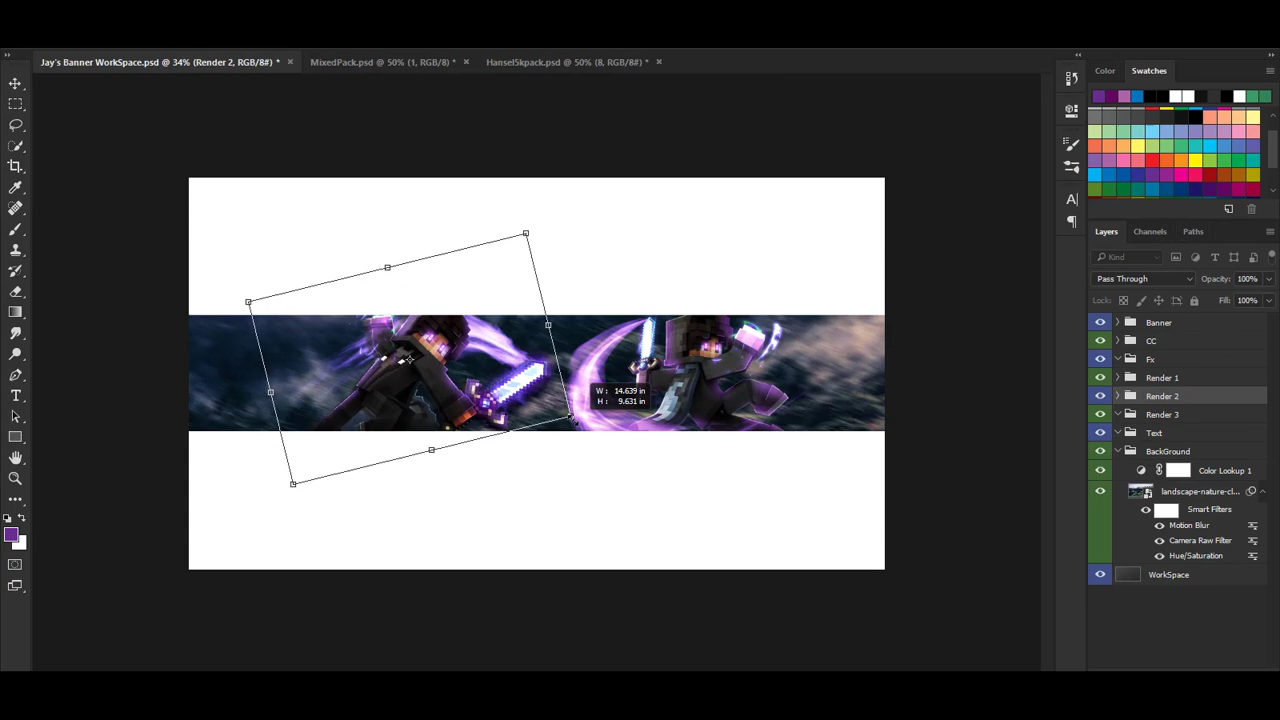 Jay's Banner WorkSpace.psd @ 34% (Render 2, RGB/8#) *
MixedPack.psd @ 50% (1, RGB/8) *
Hansel5kpack.psd @ 50% (8, RGB/8#) *
Color
Swatches
Layers
Channels
Paths
Kind
Pass Through
Opacity: 100%
Lock:
Fill: 100%
Banner
CC
Fx
Render 1
Render 2
Render 3
Text
BackGround
Color Lookup 1
landscape-nature-cl...
Smart Filters
Motion Blur
Camera Raw Filter
Hue/Saturation
WorkSpace
W: 14.639 in
H: 9.631 in